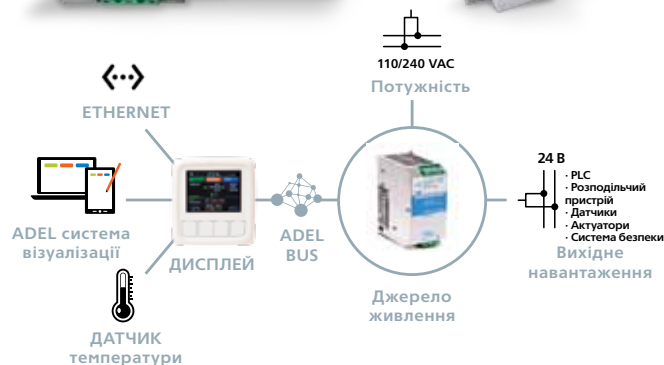 110/240 VAC
Потужність
ETHERNET
24 В
· PLC
· Розподільчий
пристрій
· Датчики
· Актуатори
· Система безпеки
Вихідне
навантаження
ADEL система
візуалізації
ДИСПЛЕЙ
ADEL
BUS
Джерело
живлення
ДАТЧИК
температури